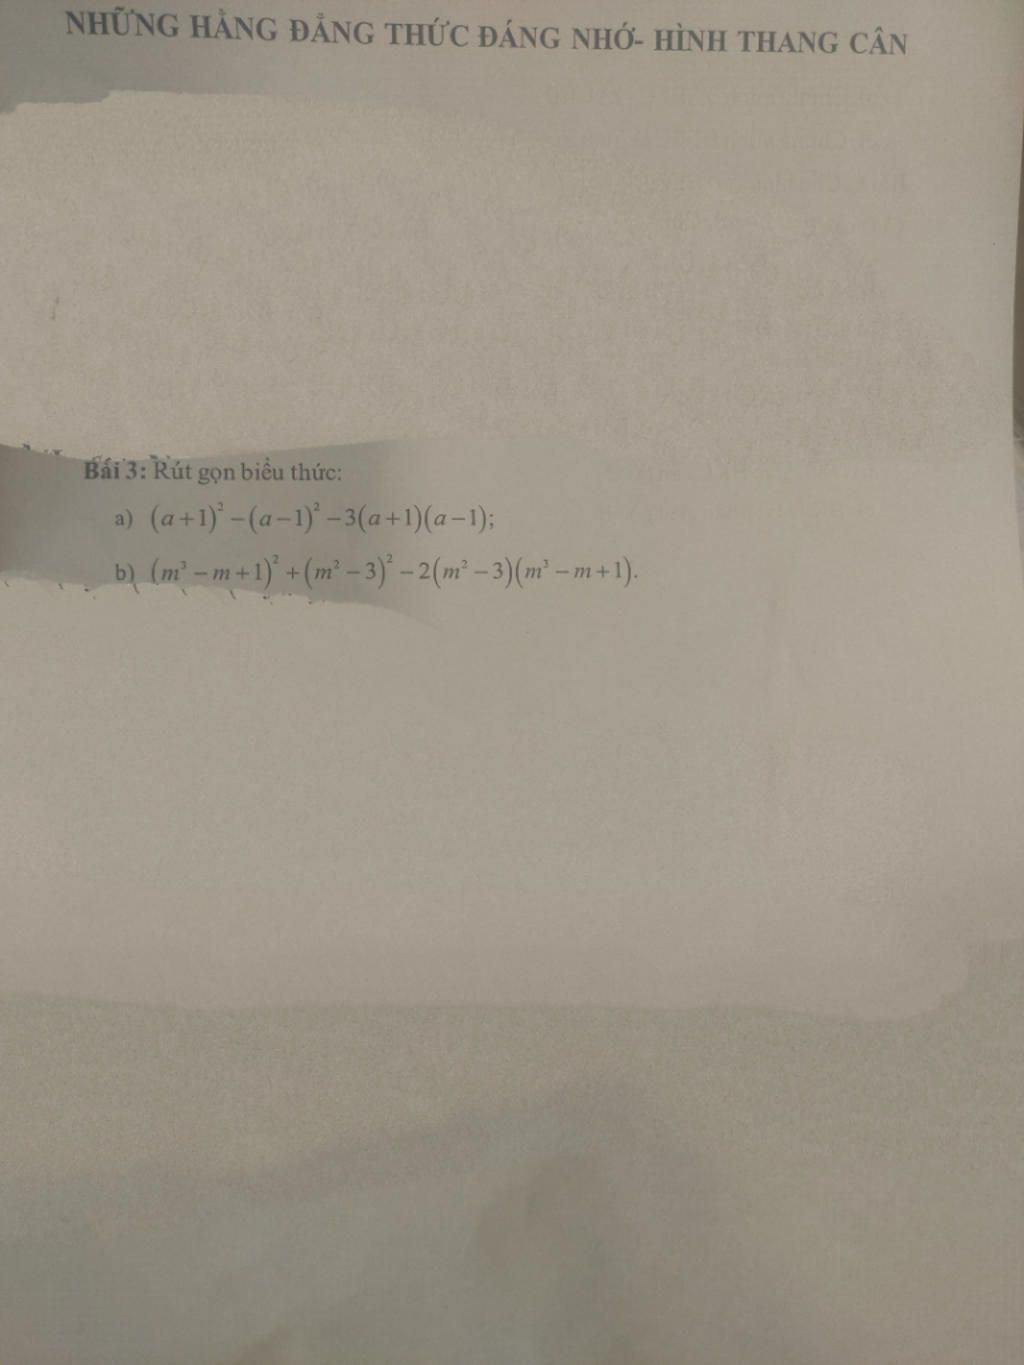 NHỮNG HẰNG ĐẲNG THỨC ĐÁNG NHỚ- HÌNH THANG CÂN
Bài 3: Rút gọn biểu thức:
a) (a+1)² – (a–1)² – 3(a+1)(a–1);
b) (m³ – m+1)² + (m² – 3)² – 2(m² – 3)(m³ – m+1).